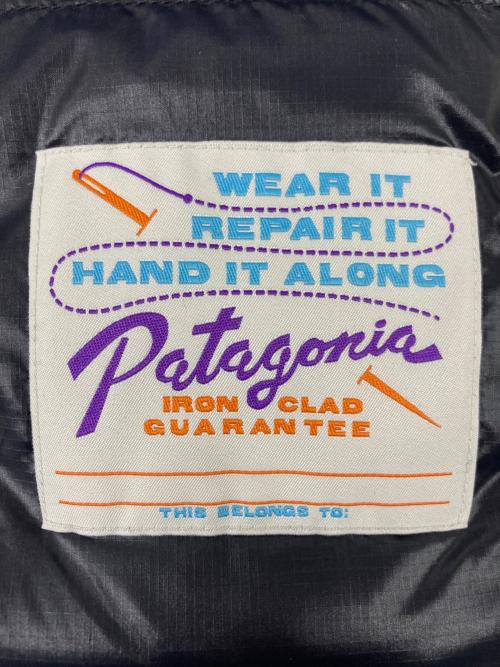 WEAR IT
REPAIR IT
HAND IT ALONG
Patagonia
IRON CLAD
GUARANTEE
THIS BELONGS TO: